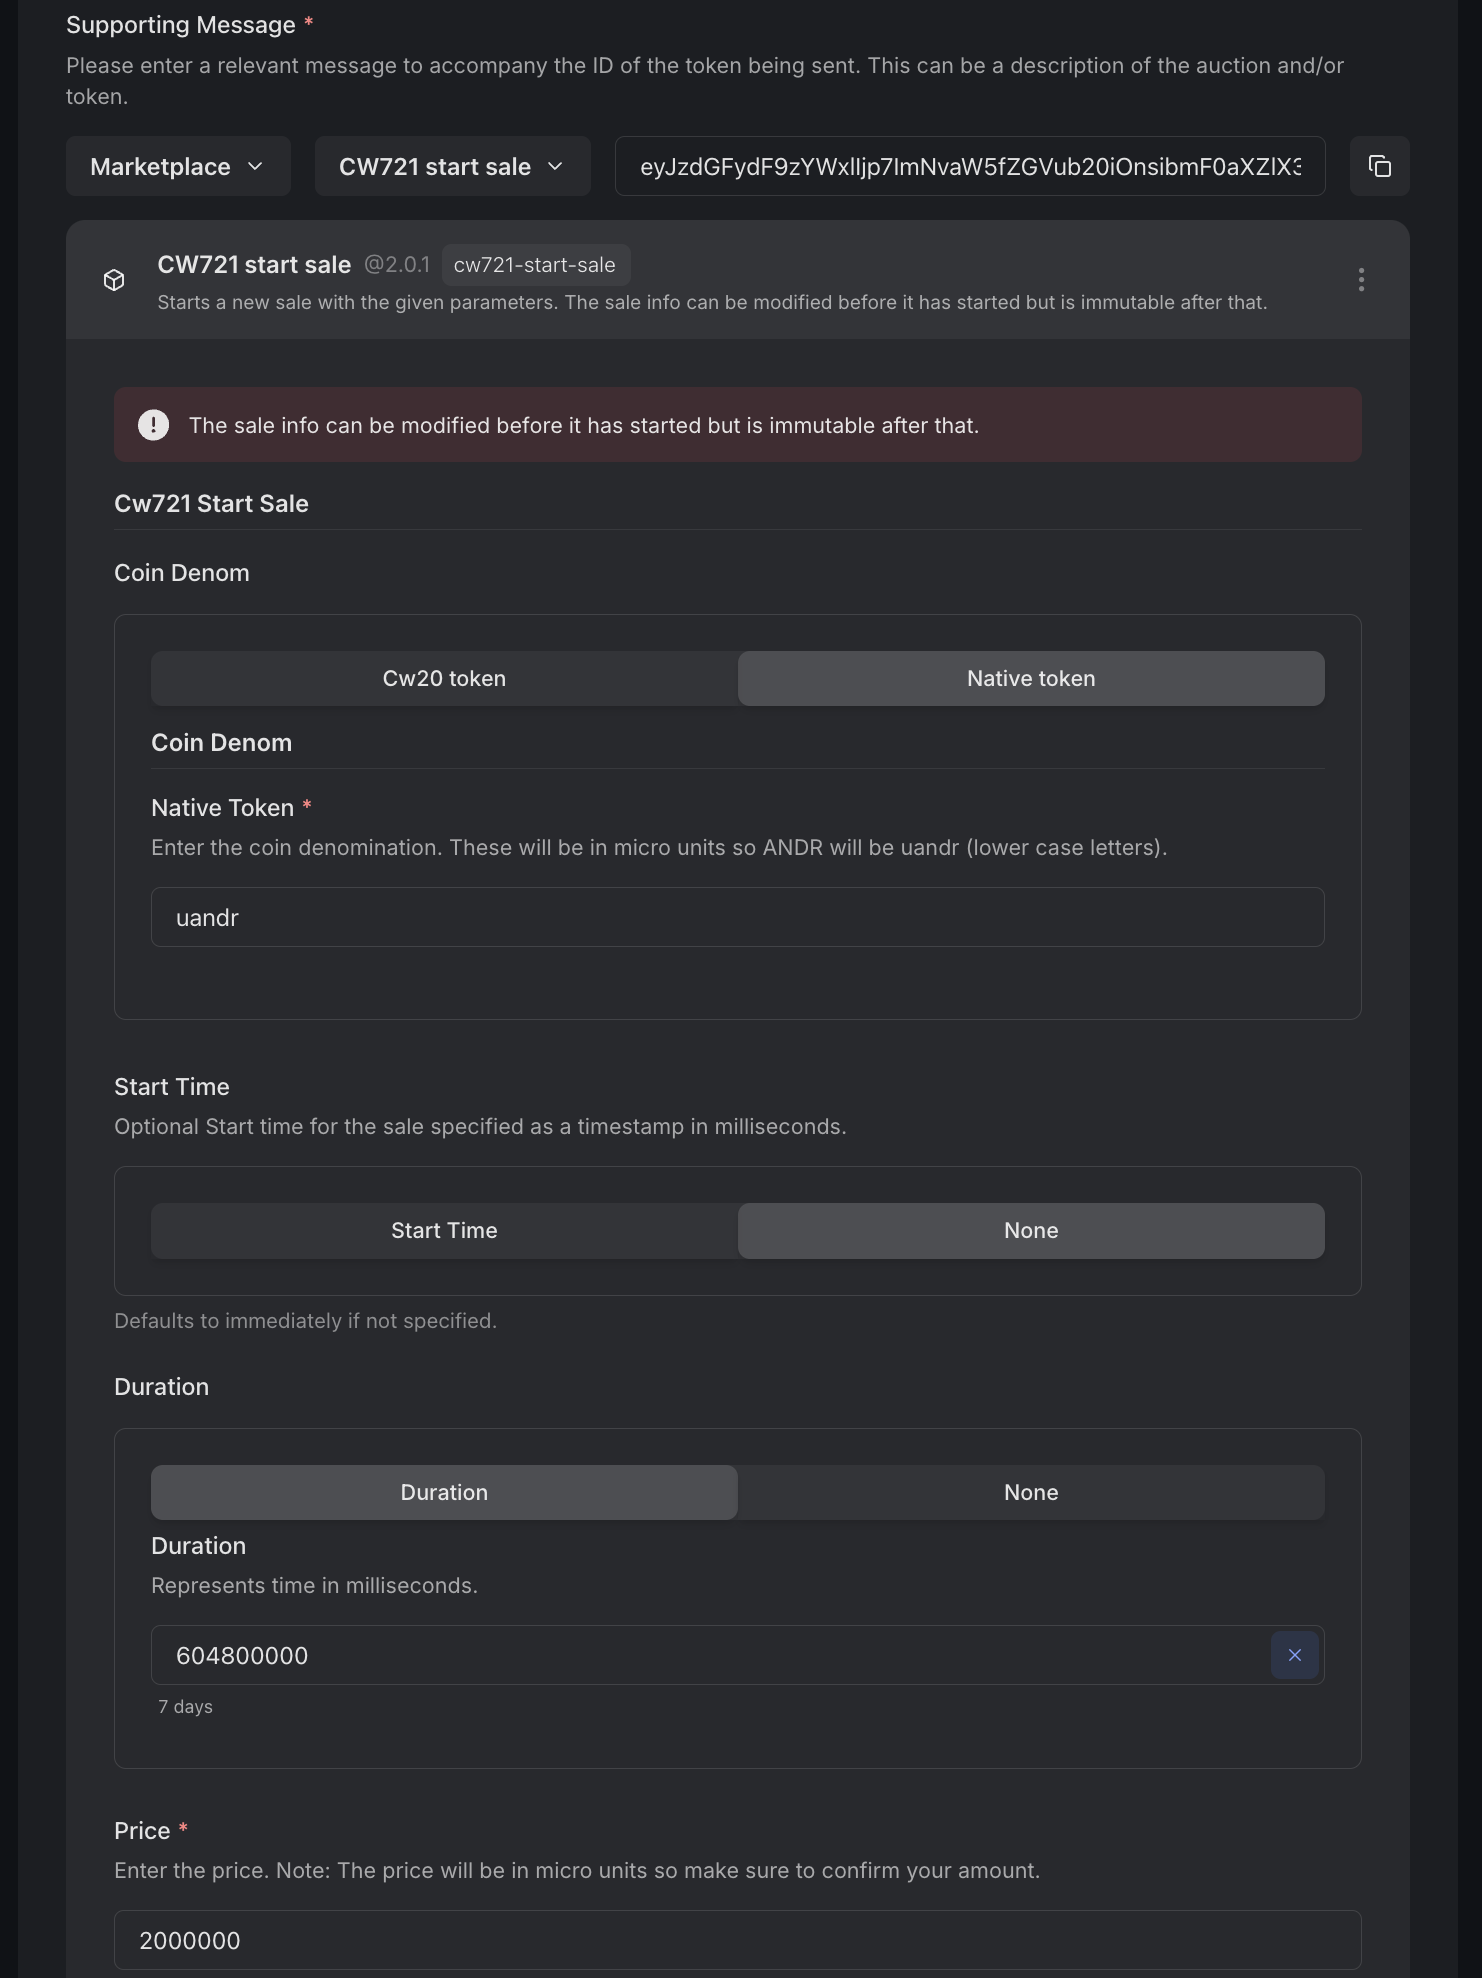 Supporting Message *
Please enter a relevant message to accompany the ID of the token being sent. This can be a description of the auction and/or
token.
Marketplace
CW721 start sale
eyJzdGFydF9zYWxlIjp7ImNvaW5fZGVub20iOnsibmF0aXZlX3
CW721 start sale @2.0.1 cw721-start-sale
Starts a new sale with the given parameters. The sale info can be modified before it has started but is immutable after that.
The sale info can be modified before it has started but is immutable after that.
Cw721 Start Sale
Coin Denom
Cw20 token
Native token
Coin Denom
Native Token *
Enter the coin denomination. These will be in micro units so ANDR will be uandr (lower case letters).
uandr
Start Time
Optional Start time for the sale specified as a timestamp in milliseconds.
Start Time
None
Defaults to immediately if not specified.
Duration
Duration
None
Duration
Represents time in milliseconds.
604800000
7 days
Price *
Enter the price. Note: The price will be in micro units so make sure to confirm your amount.
2000000